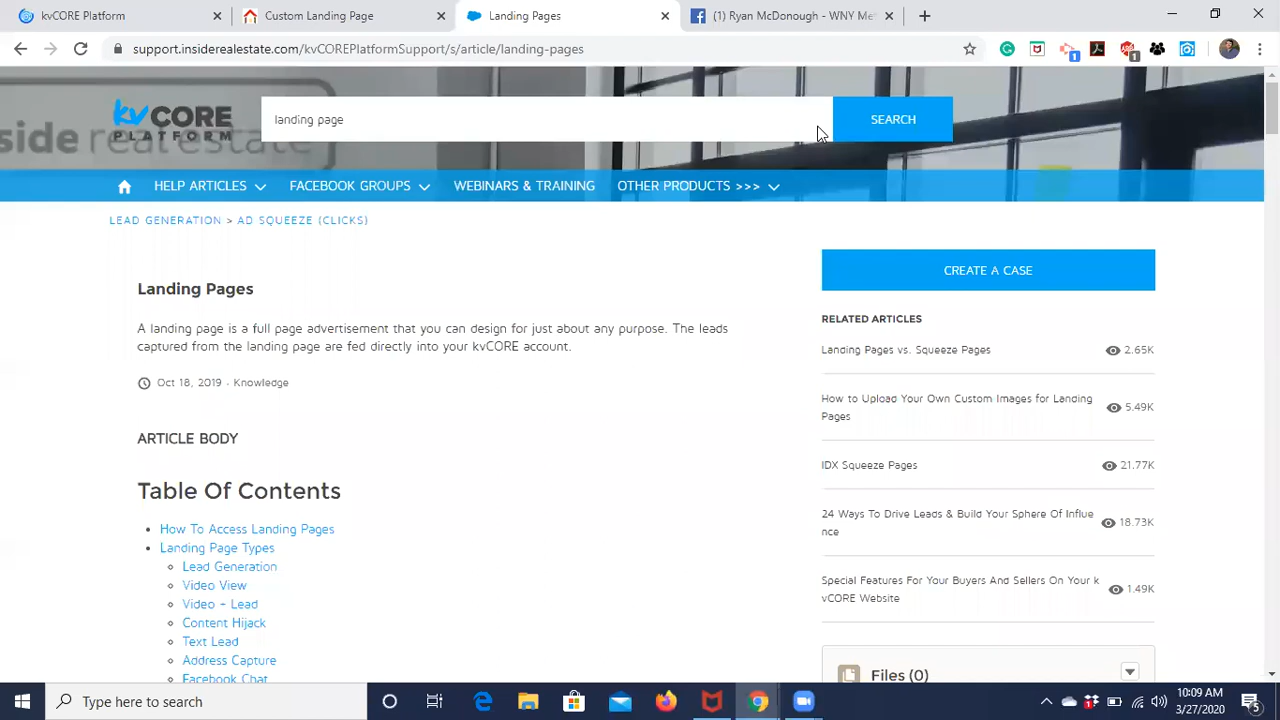 kvCORE Platform
Custom Landing Page
Landing Pages
(1) Ryan McDonough - WNY Met
support.insiderealestate.com/kvCOREPlatformSupport/s/article/landing-pages
1
1
kvCORE
PLATFORM
landing page
SEARCH
side real estate
HELP ARTICLES
FACEBOOK GROUPS
WEBINARS & TRAINING
OTHER PRODUCTS >>>
LEAD GENERATION > AD SQUEEZE (CLICKS)
CREATE A CASE
Landing Pages
A landing page is a full page advertisement that you can design for just about any purpose. The leads
captured from the landing page are fed directly into your kvCORE account.
Oct 18, 2019 · Knowledge
ARTICLE BODY
Table Of Contents
• How To Access Landing Pages
• Landing Page Types
Lead Generation
Video View
Video - Lead
Content Hijack
Text Lead
Address Capture
Facebook Chat
RELATED ARTICLES
Landing Pages vs. Squeeze Pages
2.65K
How to Upload Your Own Custom Images for Landing
Pages
5.49K
IDX Squeeze Pages
21.77K
24 Ways To Drive Leads & Build Your Sphere Of Influe
nce
18.73K
Special Features For Your Buyers And Sellers On Your k
vCORE Website
1.49K
Files (0)
Type here to search
10:09 AM
3/27/2020
5